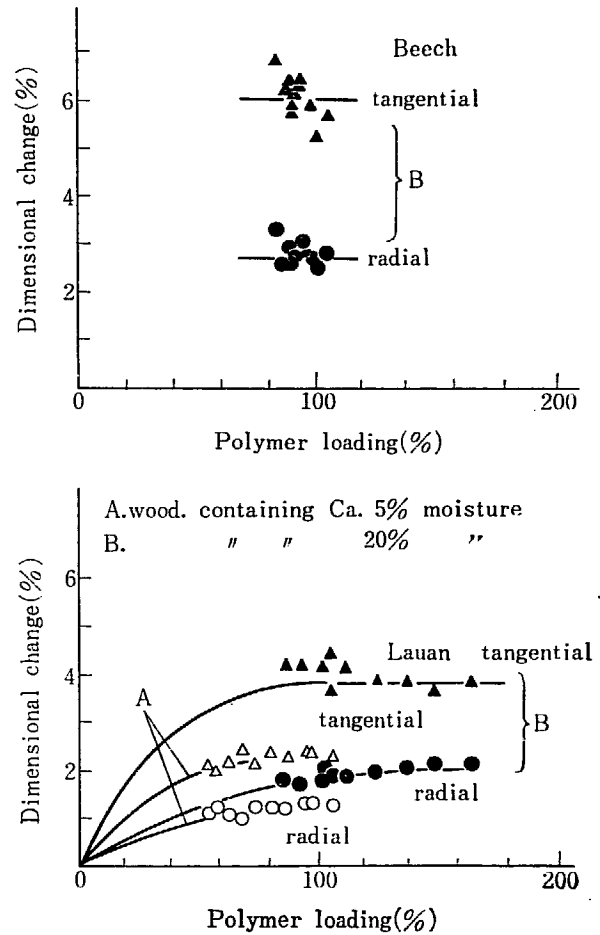 Beech
Dimensional change(%)
6
tangential
4
B
radial
2
0
100
200
Polymer loading(%)
A.wood. containing Ca. 5% moisture
B. 〃 〃 20% 〃
Dimensional change(%)
6
Lauan tangential
4
A
B
tangential
2
radial
radial
0
100
200
Polymer loading(%)